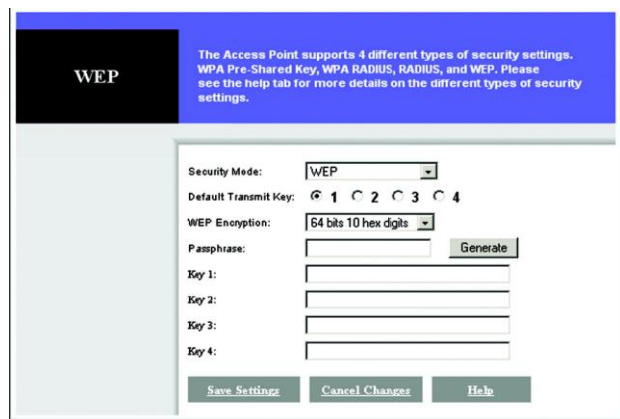 WEP
The Access Point supports 4 different types of security settings.
WPA Pre-Shared Key, WPA RADIUS, RADIUS, and WEP. Please
see the help tab for more details on the different types of security
settings.
Security Mode: WEP
Default Transmit Key: 1 2 3 4
WEP Encryption: 64 bits 10 hex digits
Passphrase: Generate
Key 1:
Key 2:
Key 3:
Key 4:
Save Settings Cancel Changes Help